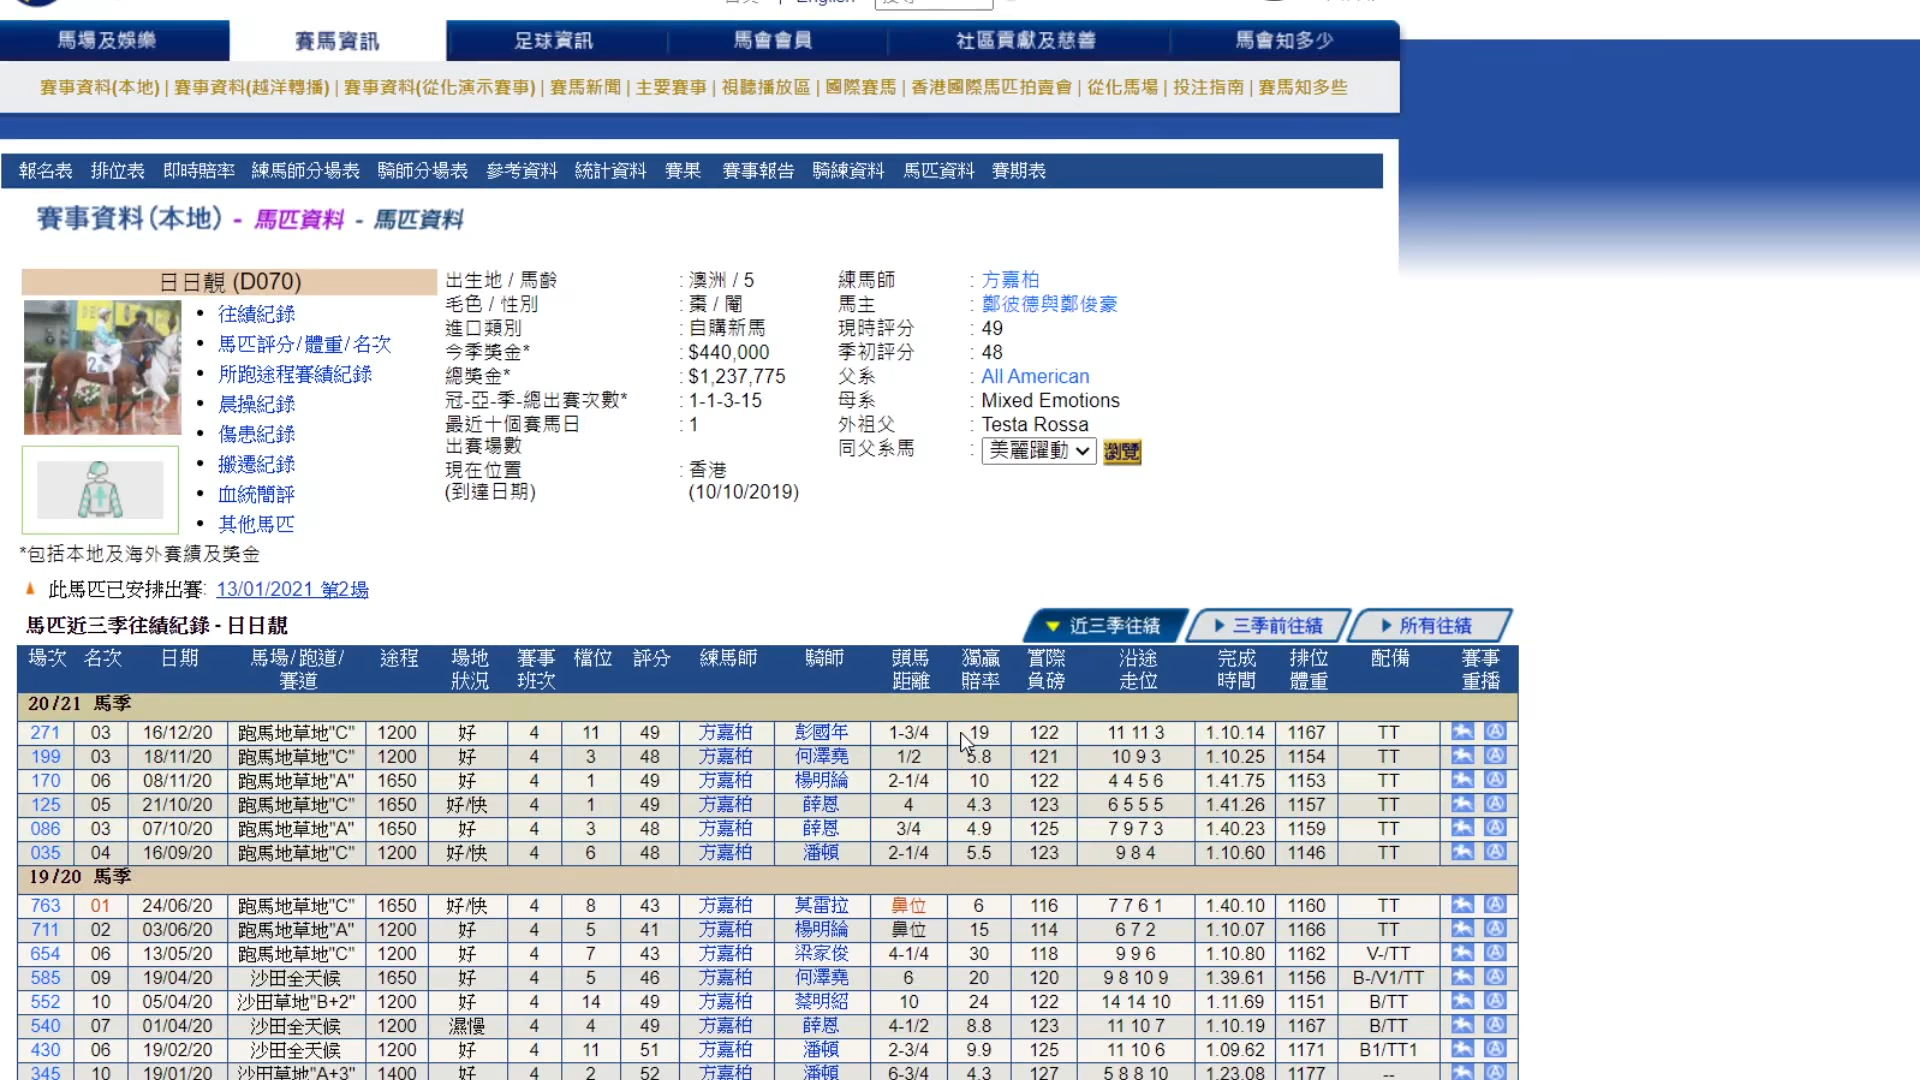 English
馬場及娛樂 賽馬資訊 足球資訊 馬會會員 社區貢獻及慈善 馬會知多少
賽事資料(本地) | 賽事資料(越洋轉播) | 賽事資料(從化演示賽事) | 賽馬新聞 | 主要賽事 | 視聽播放區 | 國際賽馬 | 香港國際馬匹拍賣會 | 從化馬場 | 投注指南 | 賽馬知多些
報名表 排位表 即時賠率 練馬師分場表 騎師分場表 參考資料 統計資料 賽果 賽事報告 騎練資料 馬匹資料 賽期表
賽事資料(本地) - 馬匹資料 - 馬匹資料
日日靚 (D070)
往績紀錄
馬匹評分/體重/名次
所跑途程賽績紀錄
晨操紀錄
傷患紀錄
搬遷紀錄
血統簡評
其他馬匹
出生地 / 馬齡 : 澳洲 / 5
毛色 / 性別 : 棗 / 閹
進口類別 : 自購新馬
今季獎金* : $440,000
總獎金* : $1,237,775
冠-亞-季-總出賽次數* : 1-1-3-15
最近十個賽馬日 : 1
出賽場數
現在位置 : 香港
(到達日期) (10/10/2019)
練馬師 : 方嘉柏
馬主 : 鄭彼德與鄭俊豪
現時評分 : 49
季初評分 : 48
父系 : All American
母系 : Mixed Emotions
外祖父 : Testa Rossa
同父系馬 : 美麗躍動 瀏覽
*包括本地及海外賽績及獎金
此馬匹已安排出賽: 13/01/2021 第2場
馬匹近三季往績紀錄 - 日日靚
近三季往績 三季前往績 所有往績
場次 名次 日期 馬場/跑道/ 途程 場地 賽事 檔位 評分 練馬師 騎師 頭馬 獨贏 實際 沿途 完成 排位 配備 賽事
賽道 狀況 班次 距離 賠率 負磅 走位 時間 體重 重播
20/21 馬季
271 03 16/12/20 跑馬地草地"C" 1200 好 4 11 49 方嘉柏 彭國年 1-3/4 19 122 11 11 3 1.10.14 1167 TT
199 03 18/11/20 跑馬地草地"C" 1200 好 4 3 48 方嘉柏 何澤堯 1/2 5.8 121 10 9 3 1.10.25 1154 TT
170 06 08/11/20 跑馬地草地"A" 1650 好 4 1 49 方嘉柏 楊明綸 2-1/4 10 122 4 4 5 6 1.41.75 1153 TT
125 05 21/10/20 跑馬地草地"C" 1650 好/快 4 1 49 方嘉柏 薛恩 4 4.3 123 6 5 5 5 1.41.26 1157 TT
086 03 07/10/20 跑馬地草地"A" 1650 好 4 3 48 方嘉柏 薛恩 3/4 4.9 125 7 9 7 3 1.40.23 1159 TT
035 04 16/09/20 跑馬地草地"C" 1200 好/快 4 6 48 方嘉柏 潘頓 2-1/4 5.5 123 9 8 4 1.10.60 1146 TT
19/20 馬季
763 01 24/06/20 跑馬地草地"C" 1650 好/快 4 8 43 方嘉柏 莫雷拉 鼻位 6 116 7 7 6 1 1.40.10 1160 TT
711 02 03/06/20 跑馬地草地"A" 1200 好 4 5 41 方嘉柏 楊明綸 鼻位 15 114 6 7 2 1.10.07 1166 TT
654 06 13/05/20 跑馬地草地"C" 1200 好 4 7 43 方嘉柏 梁家俊 4-1/4 30 118 9 9 6 1.10.80 1162 V-/TT
585 09 19/04/20 沙田全天候 1650 好 4 5 46 方嘉柏 何澤堯 6 20 120 9 8 10 9 1.39.61 1156 B-/V1/TT
552 10 05/04/20 沙田草地"B+2" 1200 好 4 14 49 方嘉柏 蔡明紹 10 24 122 14 14 10 1.11.69 1151 B/TT
540 07 01/04/20 沙田全天候 1200 濕慢 4 4 49 方嘉柏 薛恩 4-1/2 8.8 123 11 10 7 1.10.19 1167 B/TT
430 06 19/02/20 沙田全天候 1200 好 4 11 51 方嘉柏 潘頓 2-3/4 9.9 125 11 10 6 1.09.62 1171 B1/TT1
345 10 19/01/20 沙田草地"A+3" 1400 好 4 2 52 方嘉柏 潘頓 6-3/4 4.3 127 5 8 8 10 1.23.08 1177 --